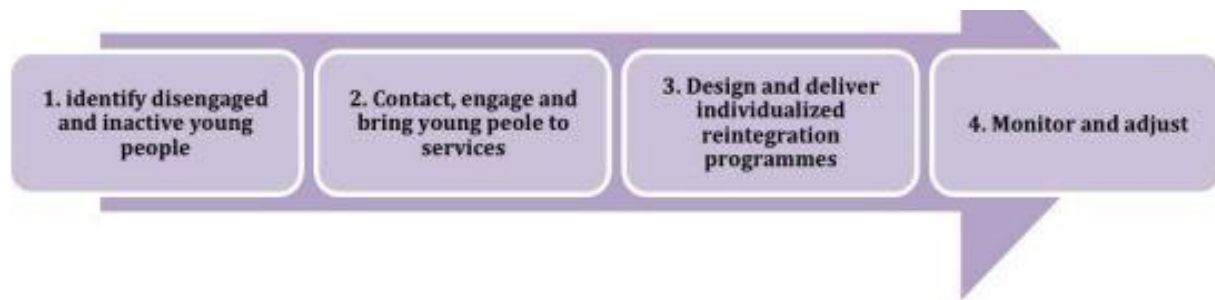 1. identify disengaged
and inactive young
people
2. Contact, engage and
bring young peole to
services
3. Design and deliver
individualized
reintegration
programmes
4. Monitor and adjust